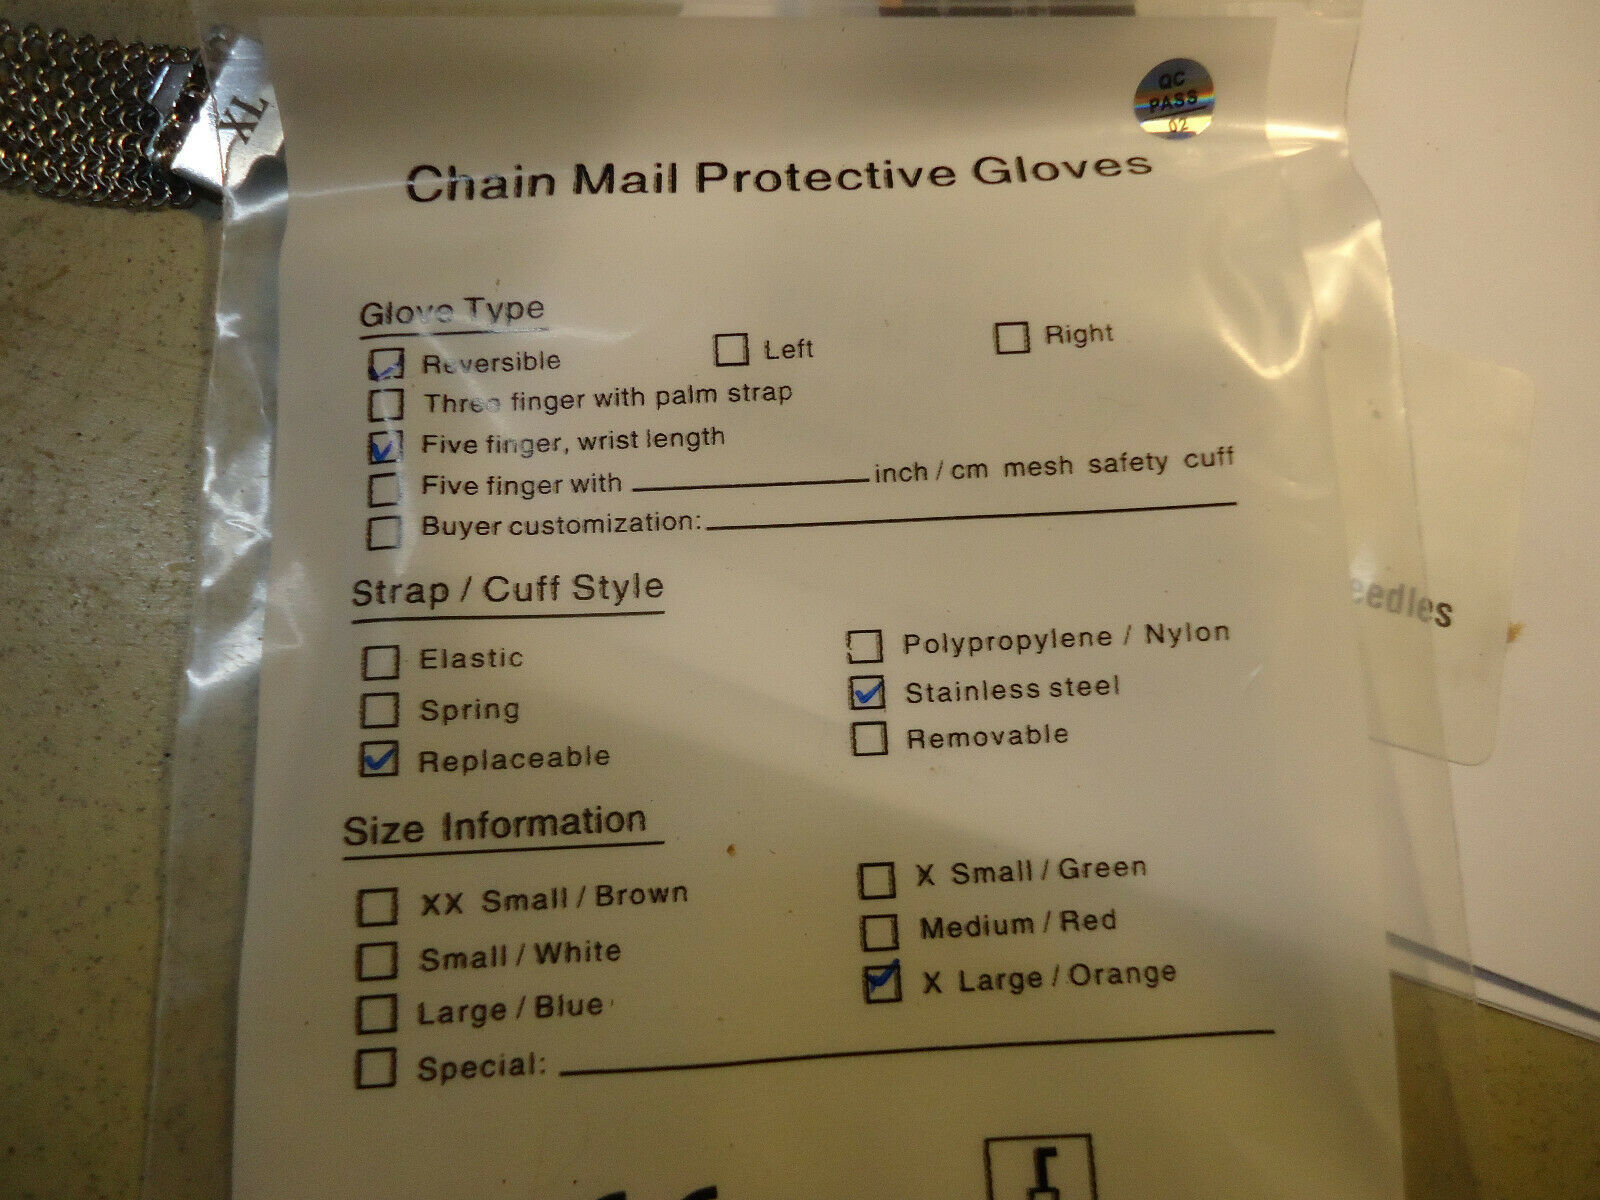 XL
QC
PASS
02
Chain Mail Protective Gloves
Glove Type
Reversible Left Right
Three finger with palm strap
Five finger, wrist length
Five finger with inch / cm mesh safety cuff
Buyer customization:
Strap / Cuff Style
Elastic Polypropylene / Nylon
Spring Stainless steel
Replaceable Removable
eedles
Size Information
XX Small / Brown X Small / Green
Small / White Medium / Red
Large / Blue X Large / Orange
Special: